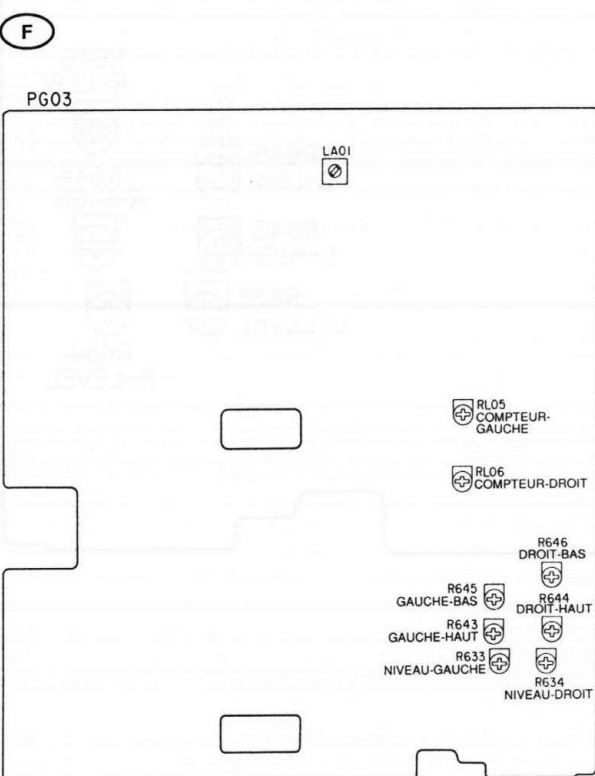 F
PG03
LA01
RL05
COMPTEUR-
GAUCHE
RL06
COMPTEUR-DROIT
R646
DROIT-BAS
R645
GAUCHE-BAS
R644
DROIT-HAUT
R643
GAUCHE-HAUT
R633
NIVEAU-GAUCHE
R634
NIVEAU-DROIT